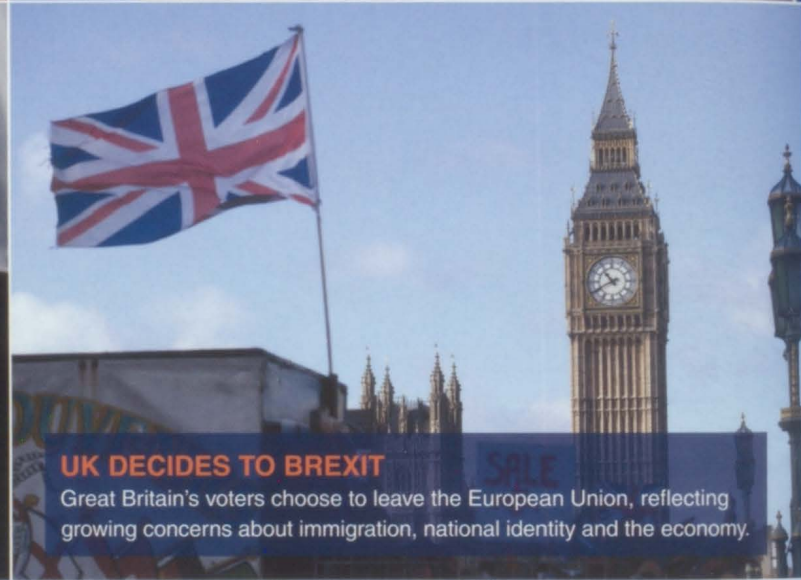 UK DECIDES TO BREXIT
Great Britain's voters choose to leave the European Union, reflecting
growing concerns about immigration, national identity and the economy.
SALE